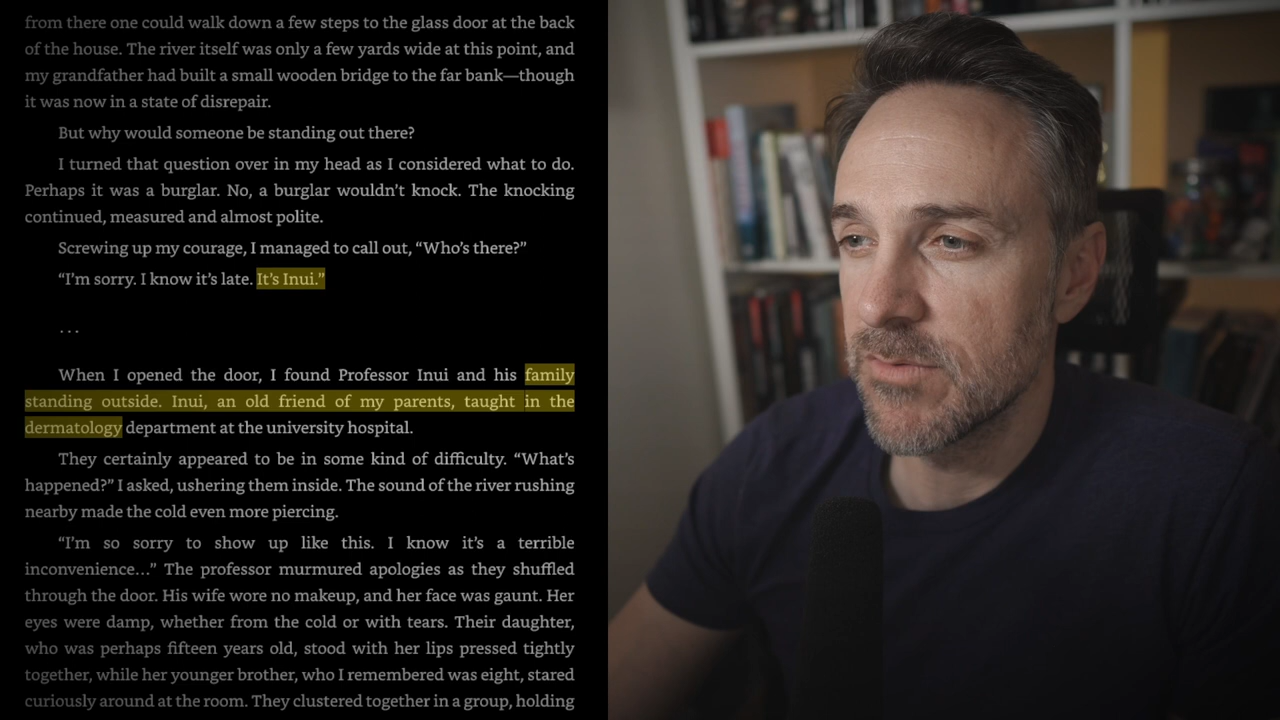 from there one could walk down a few steps to the glass door at the back
of the house. The river itself was only a few yards wide at this point, and
my grandfather had built a small wooden bridge to the far bank—though
it was now in a state of disrepair.
But why would someone be standing out there?
I turned that question over in my head as I considered what to do.
Perhaps it was a burglar. No, a burglar wouldn’t knock. The knocking
continued, measured and almost polite.
Screwing up my courage, I managed to call out, “Who’s there?”
“I’m sorry. I know it’s late. It’s Inui.”
...
When I opened the door, I found Professor Inui and his family
standing outside. Inui, an old friend of my parents, taught in the
dermatology department at the university hospital.
They certainly appeared to be in some kind of difficulty. “What’s
happened?” I asked, ushering them inside. The sound of the river rushing
nearby made the cold even more piercing.
“I’m so sorry to show up like this. I know it’s a terrible
inconvenience…” The professor murmured apologies as they shuffled
through the door. His wife wore no makeup, and her face was gaunt. Her
eyes were damp, whether from the cold or with tears. Their daughter,
who was perhaps fifteen years old, stood with her lips pressed tightly
together, while her younger brother, who I remembered was eight, stared
curiously around at the room. They clustered together in a group, holding